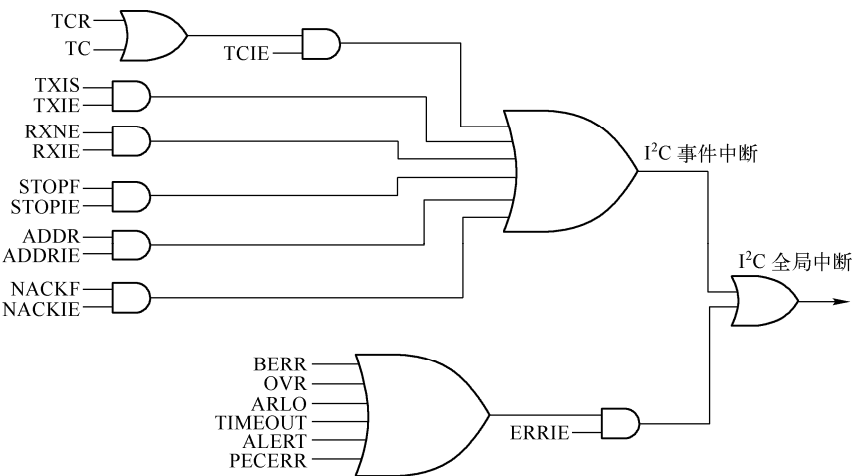 TCR
TC
TCIE
TXIS
TXIE
RXNE
RXIE
STOPF
STOPIE
ADDR
ADDRIE
NACKF
NACKIE
I²C 事件中断
I²C 全局中断
BERR
OVR
ARLO
TIMEOUT
ALERT
PECERR
ERRIE